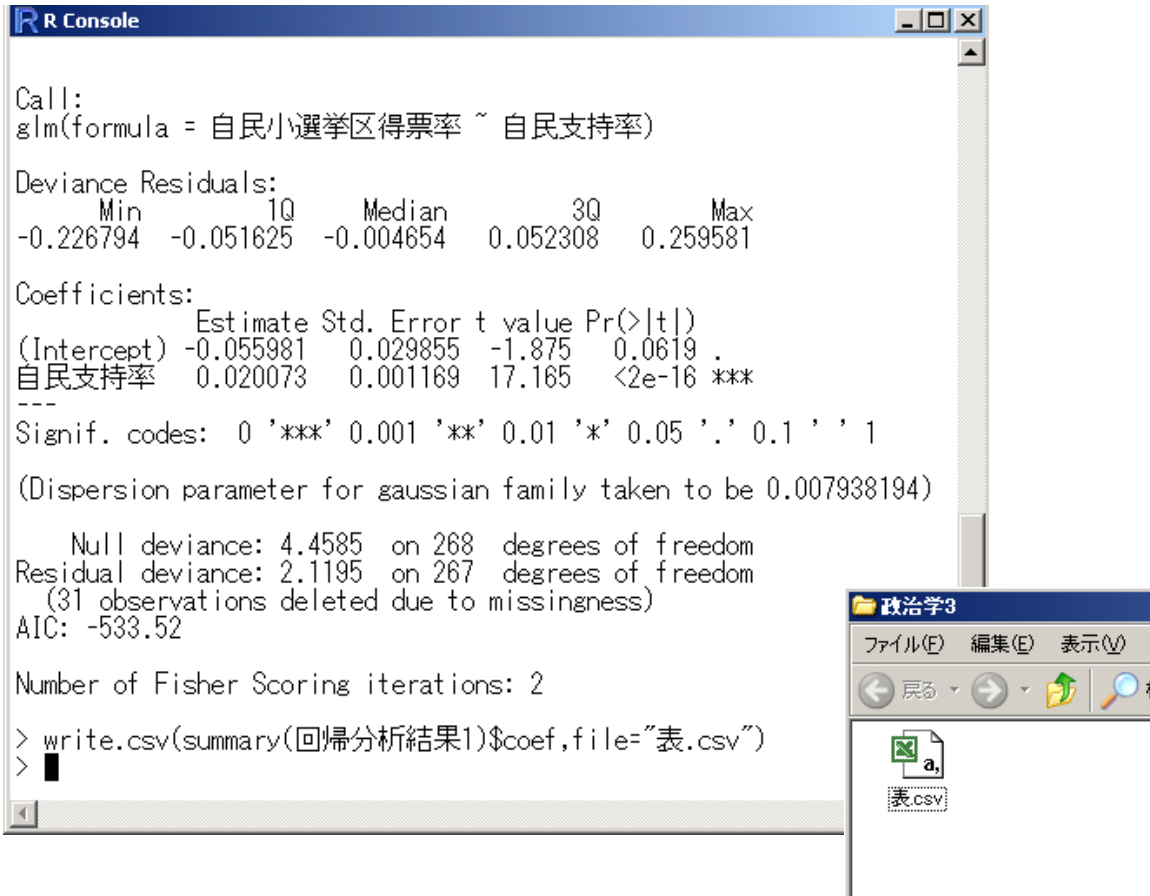 R Console
Call:
glm(formula = 自民小選挙区得票率 ~ 自民支持率)
Deviance Residuals:
Min 1Q Median 3Q Max
-0.226794 -0.051625 -0.004654 0.052308 0.259581
Coefficients:
Estimate Std. Error t value Pr(>|t|)
(Intercept) -0.055981 0.029855 -1.875 0.0619 .
自民支持率 0.020073 0.001169 17.165 <2e-16 ***
---
Signif. codes: 0 '***' 0.001 '**' 0.01 '*' 0.05 '.' 0.1 ' ' 1
(Dispersion parameter for gaussian family taken to be 0.007938194)
Null deviance: 4.4585 on 268 degrees of freedom
Residual deviance: 2.1195 on 267 degrees of freedom
(31 observations deleted due to missingness)
AIC: -533.52
Number of Fisher Scoring iterations: 2
> write.csv(summary(回帰分析結果1)$coef,file="表.csv")
>
政治学3
ファイル(F) 編集(E) 表示(V)
戻る
a,
表.csv